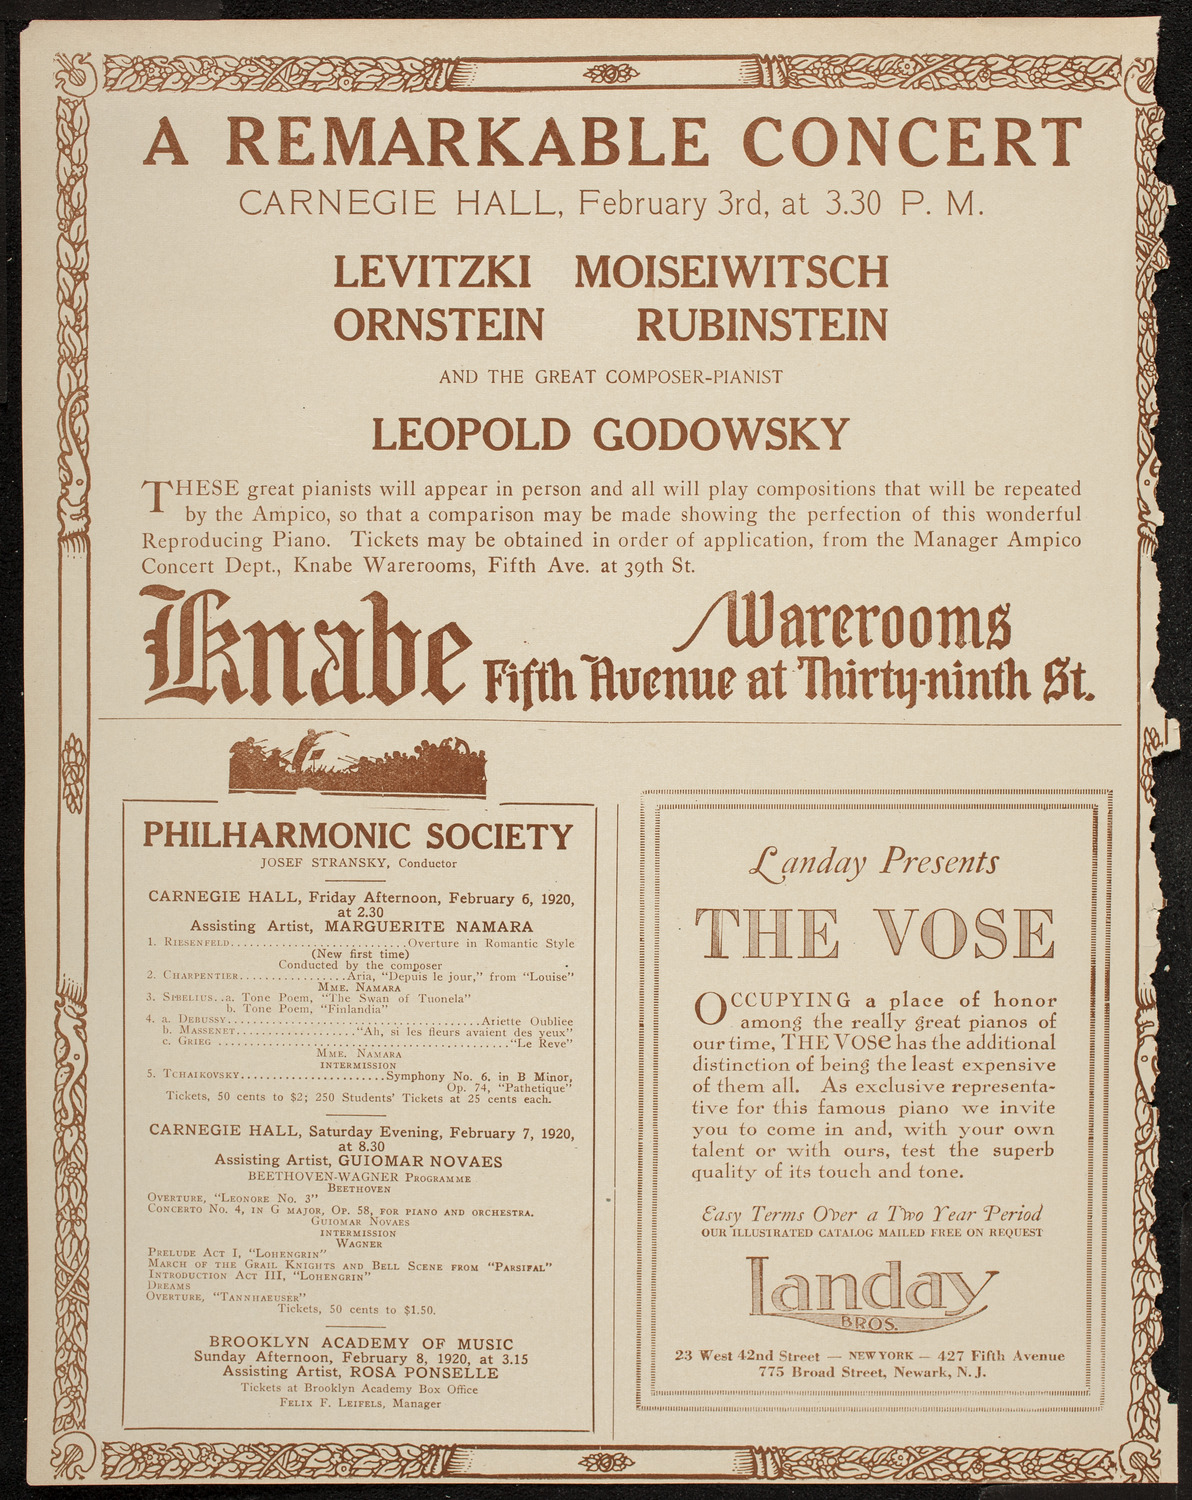 A REMARKABLE CONCERT
CARNEGIE HALL, February 3rd, at 3.30 P. M.
LEVITZKI MOISEIWITSCH
ORNSTEIN RUBINSTEIN
AND THE GREAT COMPOSER-PIANIST
LEOPOLD GODOWSKY
THESE great pianists will appear in person and all will play compositions that will be repeated
by the Ampico, so that a comparison may be made showing the perfection of this wonderful
Reproducing Piano. Tickets may be obtained in order of application, from the Manager Ampico
Concert Dept., Knabe Warerooms, Fifth Ave. at 39th St.
Knabe Warerooms
Fifth Avenue at Thirty-ninth St.
PHILHARMONIC SOCIETY
JOSEF STRANSKY, Conductor
CARNEGIE HALL, Friday Afternoon, February 6, 1920,
at 2.30
Assisting Artist, MARGUERITE NAMARA
1. RIESENFELD............................Overture in Romantic Style
(New first time)
Conducted by the composer
2. CHARPENTIER.................Aria, "Depuis le jour," from "Louise"
MME. NAMARA
3. SIBELIUS..a. Tone Poem, "The Swan of Tuonela"
b. Tone Poem, "Finlandia"
4. a. DEBUSSY........................................Ariette Oubliee
b. MASSENET..................."Ah, si les fleurs avaient des yeux"
c. GRIEG .............................................."Le Reve"
MME. NAMARA
INTERMISSION
5. TCHAIKOVSKY.......................Symphony No. 6, in B Minor,
Op. 74, "Pathetique"
Tickets, 50 cents to $2; 250 Students' Tickets at 25 cents each.
CARNEGIE HALL, Saturday Evening, February 7, 1920,
at 8.30
Assisting Artist, GUIOMAR NOVAES
BEETHOVEN-WAGNER PROGRAMME
BEETHOVEN
OVERTURE, "LEONORE NO. 3"
CONCERTO NO. 4, IN G MAJOR, OP. 58, FOR PIANO AND ORCHESTRA.
GUIOMAR NOVAES
INTERMISSION
WAGNER
PRELUDE ACT I, "LOHENGRIN"
MARCH OF THE GRAIL KNIGHTS AND BELL SCENE FROM "PARSIFAL"
INTRODUCTION ACT III, "LOHENGRIN"
DREAMS
OVERTURE, "TANNHAEUSER"
Tickets, 50 cents to $1.50.
BROOKLYN ACADEMY OF MUSIC
Sunday Afternoon, February 8, 1920, at 3.15
Assisting Artist, ROSA PONSELLE
Tickets at Brooklyn Academy Box Office
FELIX F. LEIFELS, Manager
Landay Presents
THE VOSE
OCCUPYING a place of honor
among the really great pianos of
our time, THE VOSE has the additional
distinction of being the least expensive
of them all. As exclusive representa-
tive for this famous piano we invite
you to come in and, with your own
talent or with ours, test the superb
quality of its touch and tone.
Easy Terms Over a Two Year Period
OUR ILLUSTRATED CATALOG MAILED FREE ON REQUEST
Landay
BROS.
23 West 42nd Street — NEW YORK — 427 Fifth Avenue
775 Broad Street, Newark, N. J.